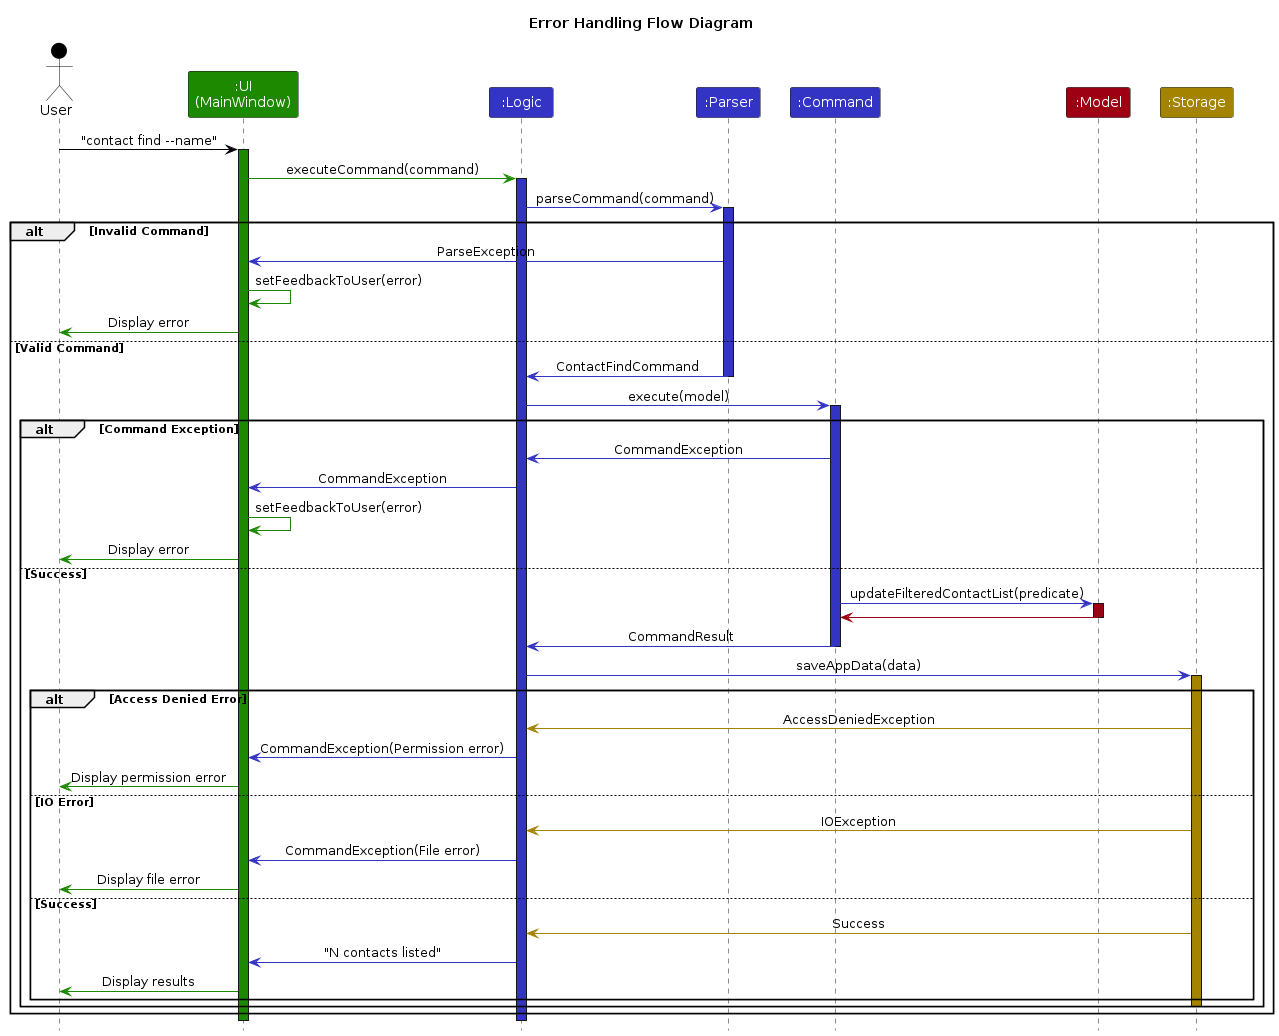 Error Handling Flow Diagram
User
:UI
(MainWindow)
:Logic
:Parser
:Command
:Model
:Storage
"contact find --name"
executeCommand(command)
parseCommand(command)
alt
[Invalid Command]
ParseException
setFeedbackToUser(error)
Display error
[Valid Command]
ContactFindCommand
execute(model)
alt
[Command Exception]
CommandException
CommandException
setFeedbackToUser(error)
Display error
[Success]
updateFilteredContactList(predicate)
CommandResult
saveAppData(data)
alt
[Access Denied Error]
AccessDeniedException
CommandException(Permission error)
Display permission error
[IO Error]
IOException
CommandException(File error)
Display file error
[Success]
Success
"N contacts listed"
Display results